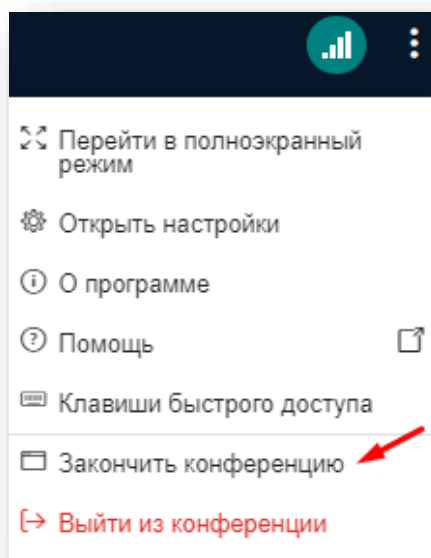 Перейти в полноэкранный
режим
Открыть настройки
О программе
Помощь
Клавиши быстрого доступа
Закончить конференцию
Выйти из конференции